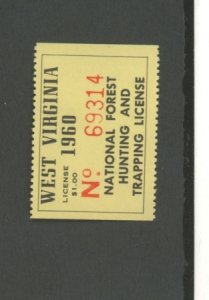 WEST VIRGINIA
1960
LICENSE
$1.00
No 69314
NATIONAL FOREST
HUNTING AND
TRAPPING LICENSE